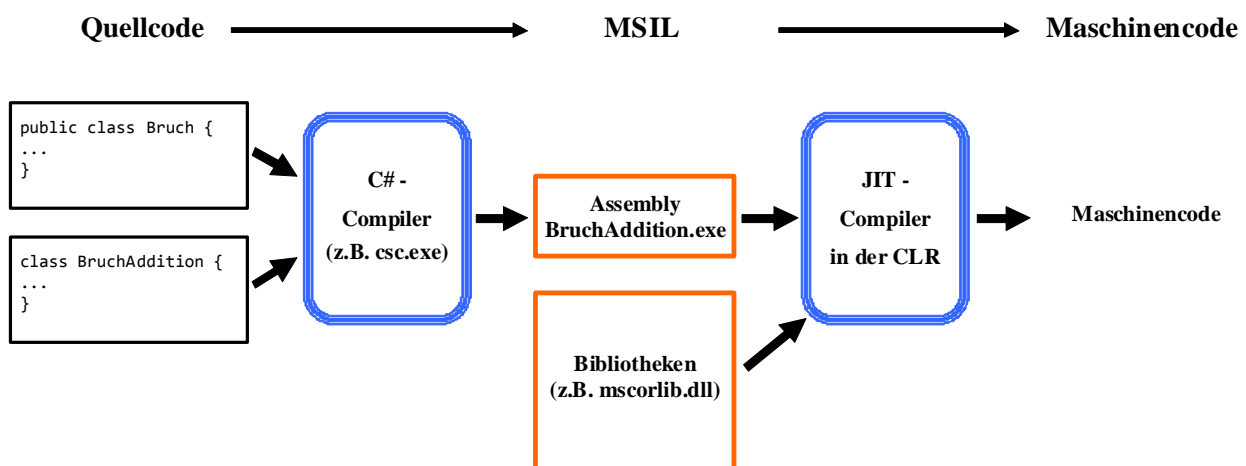 Quellcode
MSIL
Maschinencode
public class Bruch {
...
}
class BruchAddition {
...
}
C# -
Compiler
(z.B. csc.exe)
Assembly
BruchAddition.exe
Bibliotheken
(z.B. mscorlib.dll)
JIT -
Compiler
in der CLR
Maschinencode